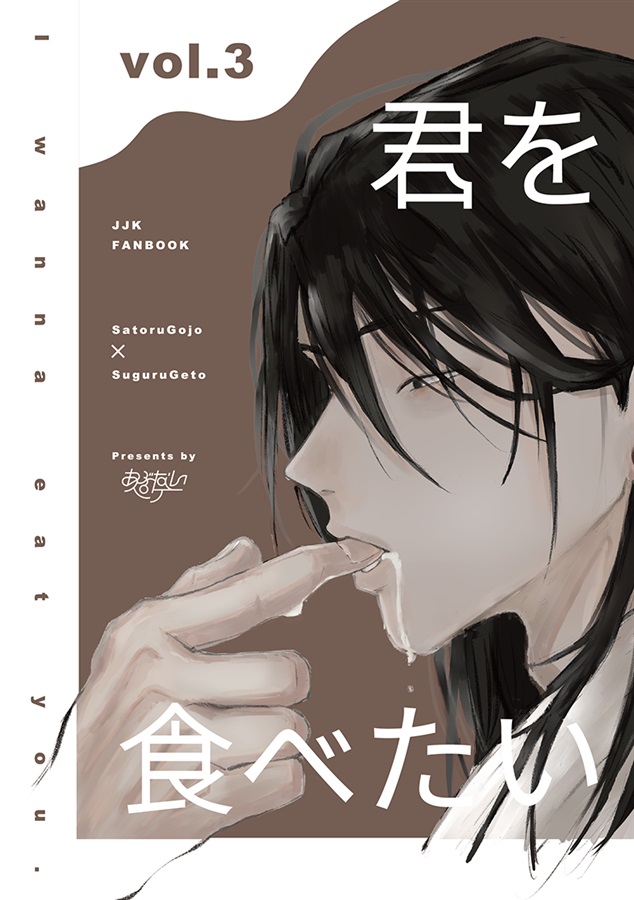 vol.3
君を
JJK
FANBOOK
SatoruGojo
×
SuguruGeto
Presents by
食べたい
I wanna eat you.